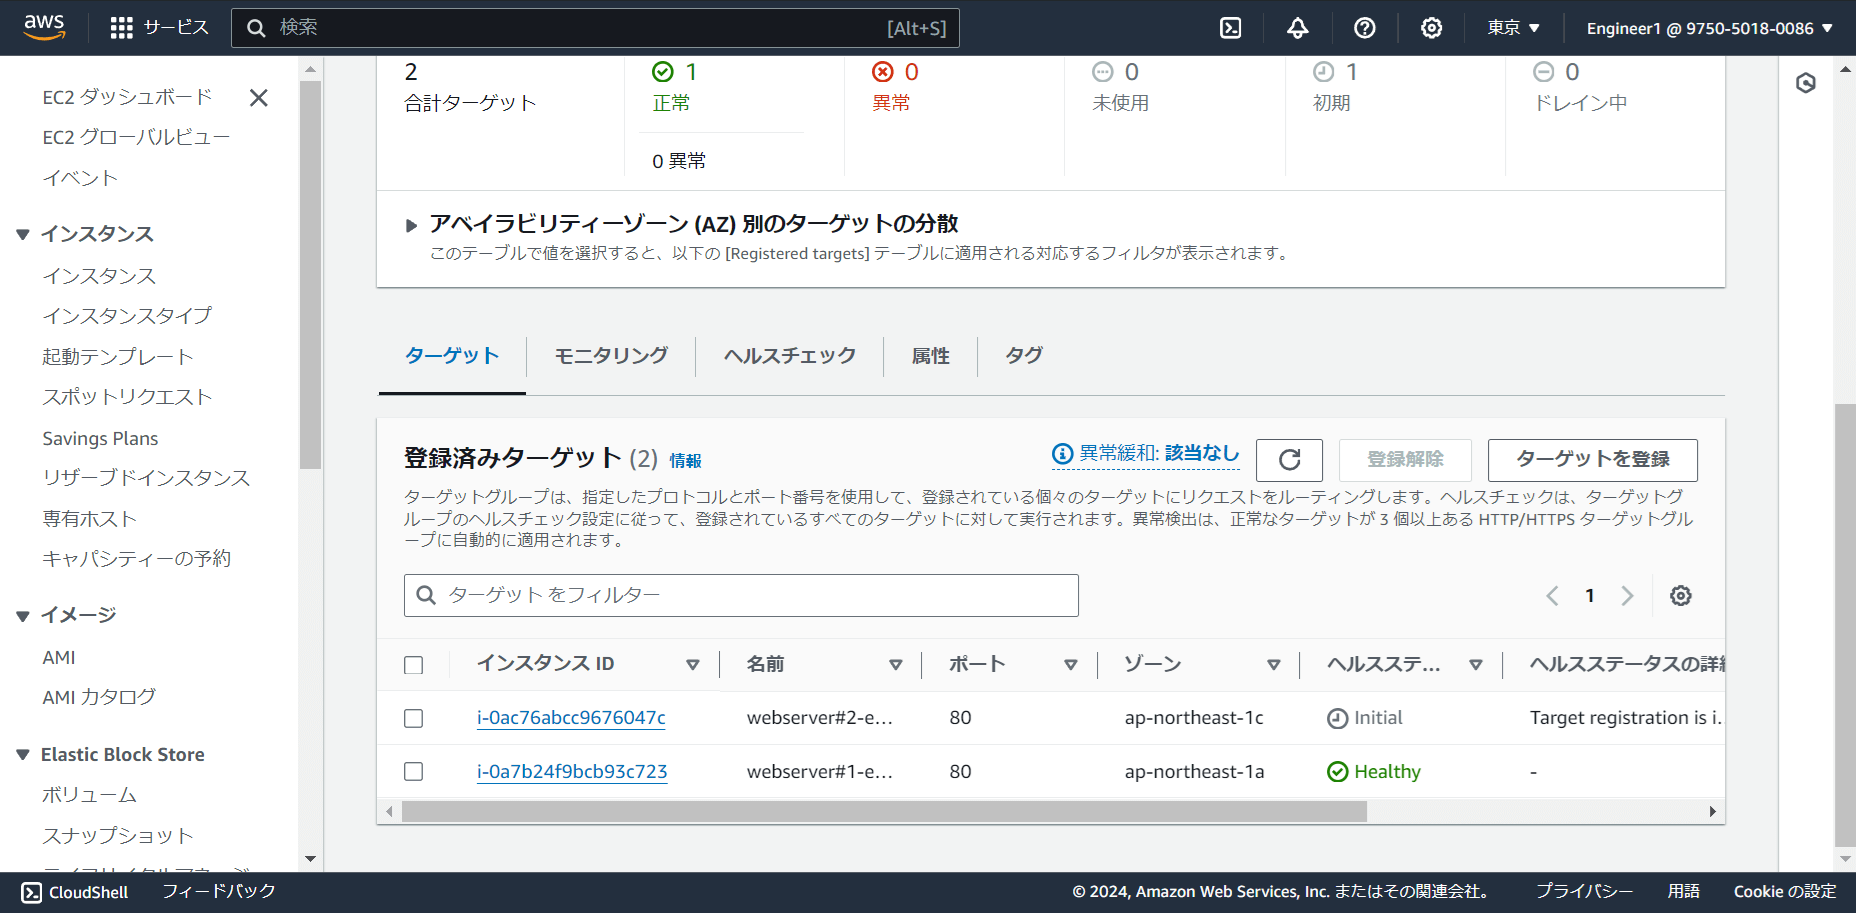 aws
サービス
検索
[Alt+S]
東京
Engineer1 @ 9750-5018-0086
EC2 ダッシュボード
EC2 グローバルビュー
イベント
インスタンス
インスタンス
インスタンスタイプ
起動テンプレート
スポットリクエスト
Savings Plans
リザーブドインスタンス
専有ホスト
キャパシティーの予約
イメージ
AMI
AMI カタログ
Elastic Block Store
ボリューム
スナップショット
2
合計ターゲット
1
正常
0 異常
0
異常
0
未使用
1
初期
0
ドレイン中
アベイラビリティーゾーン (AZ) 別のターゲットの分散
このテーブルで値を選択すると、以下の [Registered targets] テーブルに適用される対応するフィルタが表示されます。
ターゲット
モニタリング
ヘルスチェック
属性
タグ
登録済みターゲット (2) 情報
異常緩和: 該当なし
登録解除
ターゲットを登録
ターゲットグループは、指定したプロトコルとポート番号を使用して、登録されている個々のターゲットにリクエストをルーティングします。ヘルスチェックは、ターゲットグ
ループのヘルスチェック設定に従って、登録されているすべてのターゲットに対して実行されます。異常検出は、正常なターゲットが 3 個以上ある HTTP/HTTPS ターゲットグル
ープに自動的に適用されます。
ターゲット をフィルター
1
インスタンス ID 名前 ポート ゾーン ヘルスステ... ヘルスステータスの詳細
i-0ac76abcc9676047c webserver#2-e... 80 ap-northeast-1c Initial Target registration is i...
i-0a7b24f9bcb93c723 webserver#1-e... 80 ap-northeast-1a Healthy -
CloudShell
フィードバック
© 2024, Amazon Web Services, Inc. またはその関連会社。
プライバシー
用語
Cookie の設定